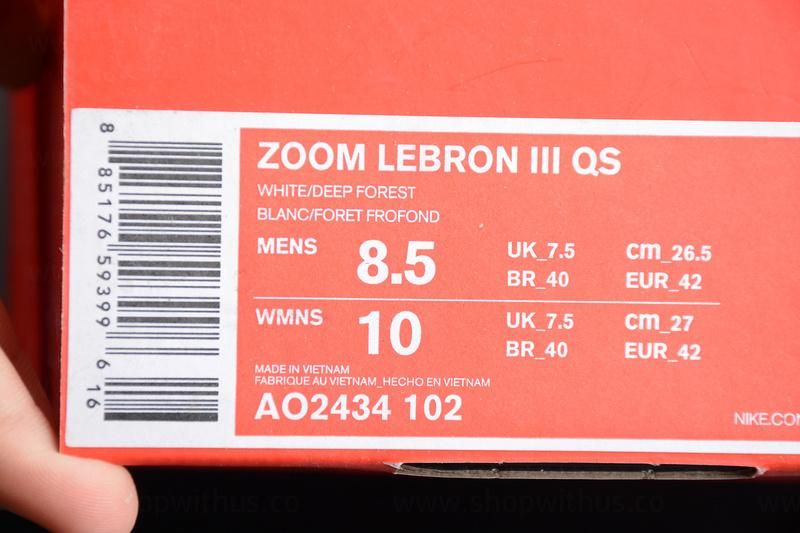 ZOOM LEBRON III QS
WHITE/DEEP FOREST
BLANC/FORET FROFOND
MENS 8.5 UK_7.5 cm_26.5
BR_40 EUR_42
WMNS 10 UK_7.5 cm_27
BR_40 EUR_42
MADE IN VIETNAM
FABRIQUE AU VIETNAM_HECHO EN VIETNAM
AO2434 102
NIKE.COM
8 85176 59399 6 16
www.shopwithus.co